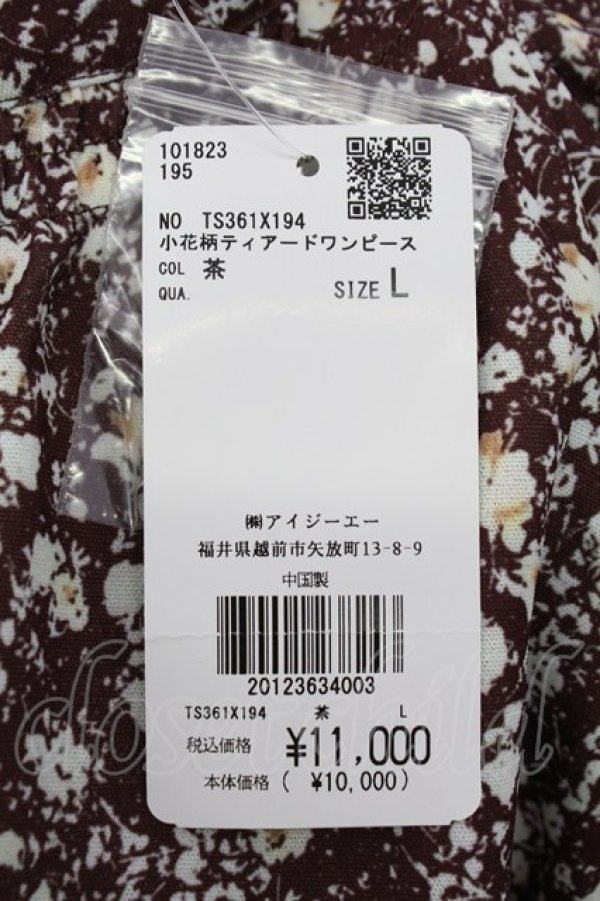 101823
195
NO TS361X194
小花柄ティアードワンピース
COL 茶
QUA. SIZE L
㈱アイジーエー
福井県越前市矢放町13-8-9
中国製
20123634003
TS361X194 茶 L
税込価格 ¥11,000
本体価格 ( ¥10,000)
closet child